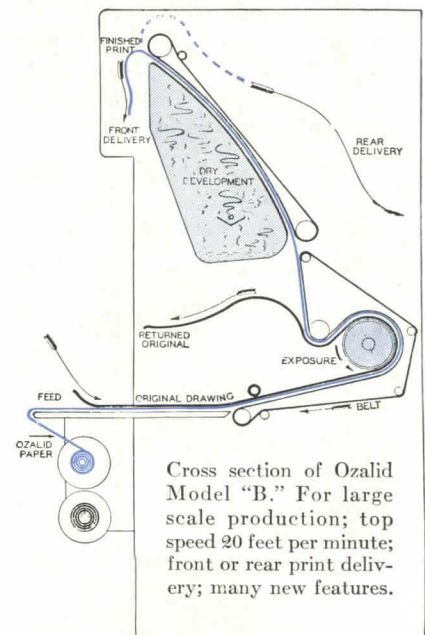 FINISHED
PRINT
FRONT
DELIVERY
REAR
DELIVERY
DRY
DEVELOPMENT
RETURNED
ORIGINAL
EXPOSURE
FEED
ORIGINAL DRAWING
BELT
OZALID
PAPER
Cross section of Ozalid
Model “B.” For large
scale production; top
speed 20 feet per minute;
front or rear print deliv-
ery; many new features.